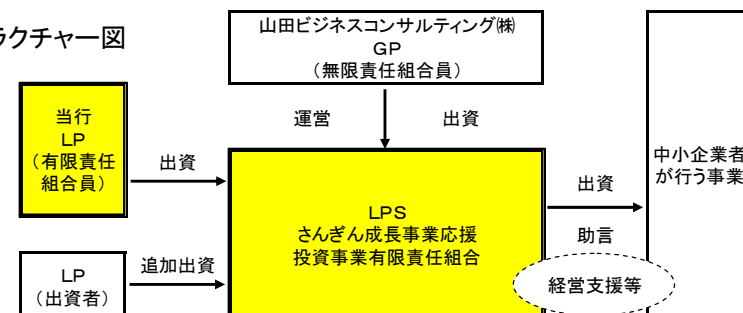 ラクチャー図
山田ビジネスコンサルティング㈱
GP
（無限責任組合員）
運営
出資
当行
LP
（有限責任
組合員）
出資
LPS
さんぎん成長事業応援
投資事業有限責任組合
出資
助言
経営支援等
中小企業者
が行う事業
LP
（出資者）
追加出資